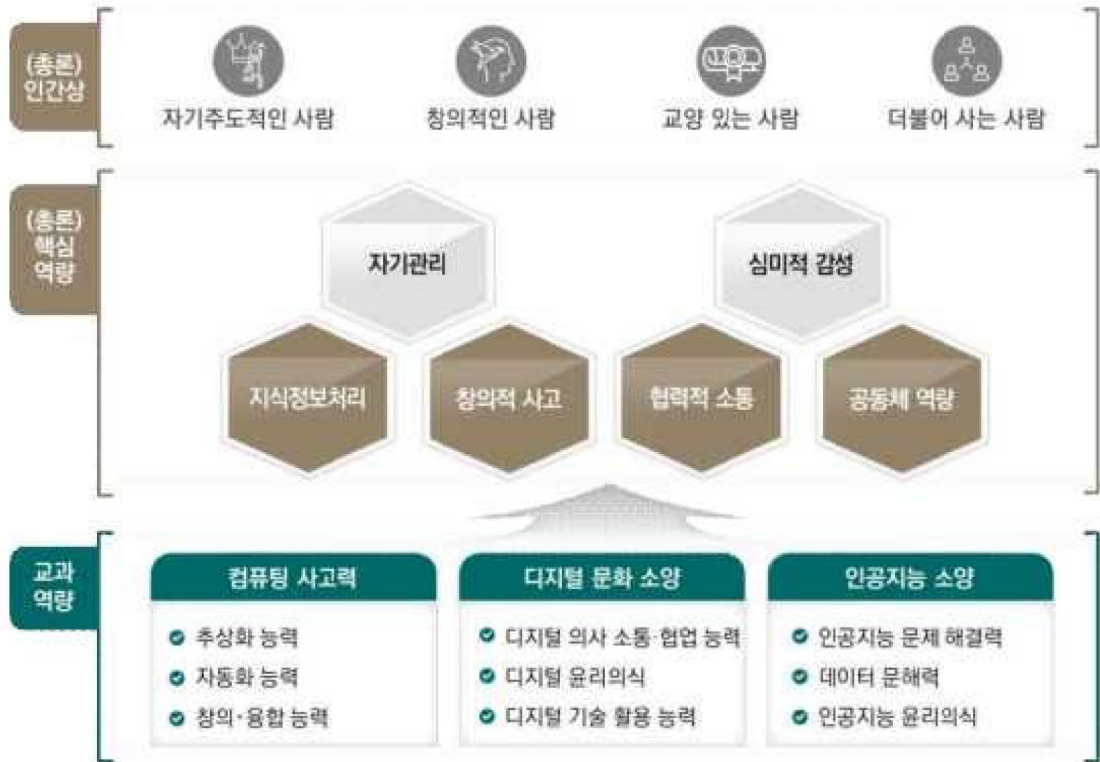 (총론)
인간상
자기주도적인 사람
창의적인 사람
교양 있는 사람
더불어 사는 사람
(총론)
핵심
역량
자기관리
심미적 감성
지식정보처리
창의적 사고
협력적 소통
공동체 역량
교과
역량
컴퓨팅 사고력
추상화 능력
자동화 능력
창의·융합 능력
디지털 문화 소양
디지털 의사 소통·협업 능력
디지털 윤리의식
디지털 기술 활용 능력
인공지능 소양
인공지능 문제 해결력
데이터 문해력
인공지능 윤리의식